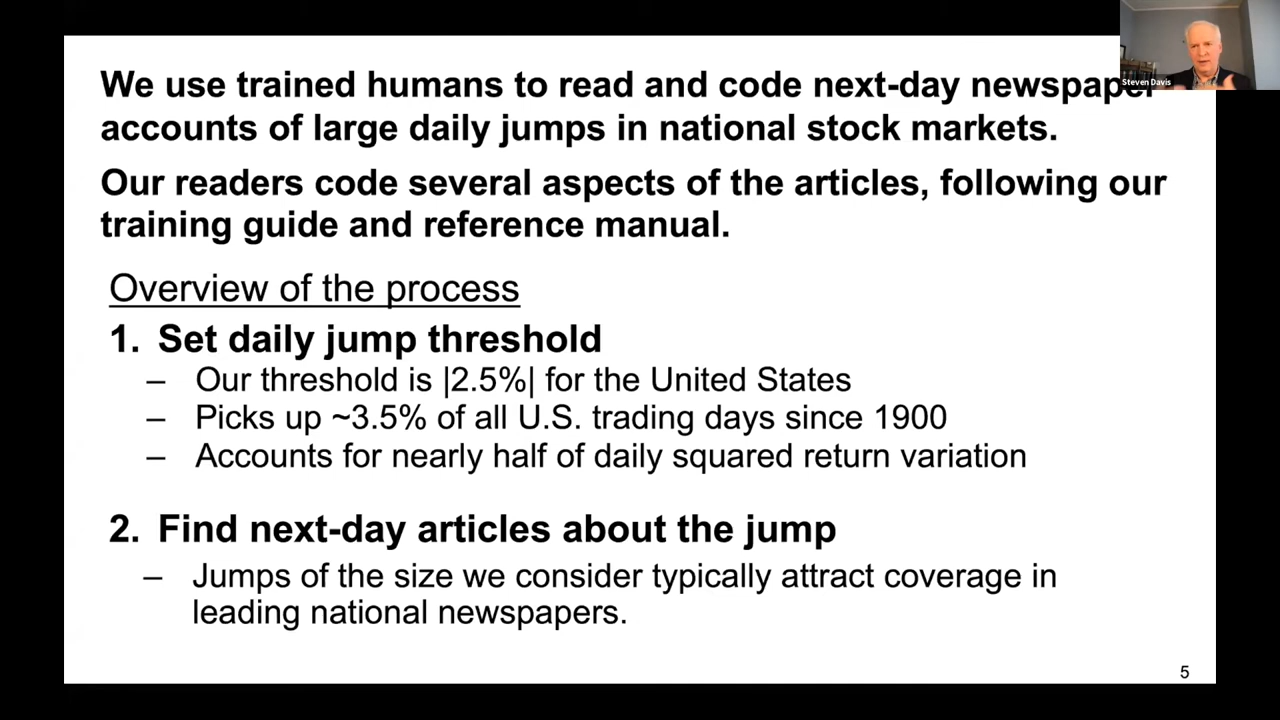 We use trained humans to read and code next-day newspaper
accounts of large daily jumps in national stock markets.
Our readers code several aspects of the articles, following our
training guide and reference manual.
Overview of the process
1. Set daily jump threshold
– Our threshold is |2.5%| for the United States
– Picks up ~3.5% of all U.S. trading days since 1900
– Accounts for nearly half of daily squared return variation
2. Find next-day articles about the jump
– Jumps of the size we consider typically attract coverage in
leading national newspapers.
5
Steven Davis